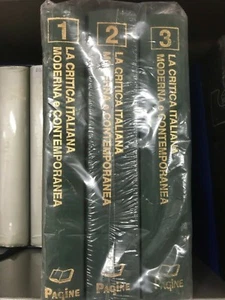 1
LA CRITICA ITALIANA
MODERNA e CONTEMPORANEA
PAGINE
2
LA CRITICA ITALIANA
MODERNA e CONTEMPORANEA
PAGINE
3
LA CRITICA ITALIANA
MODERNA e CONTEMPORANEA
PAGINE